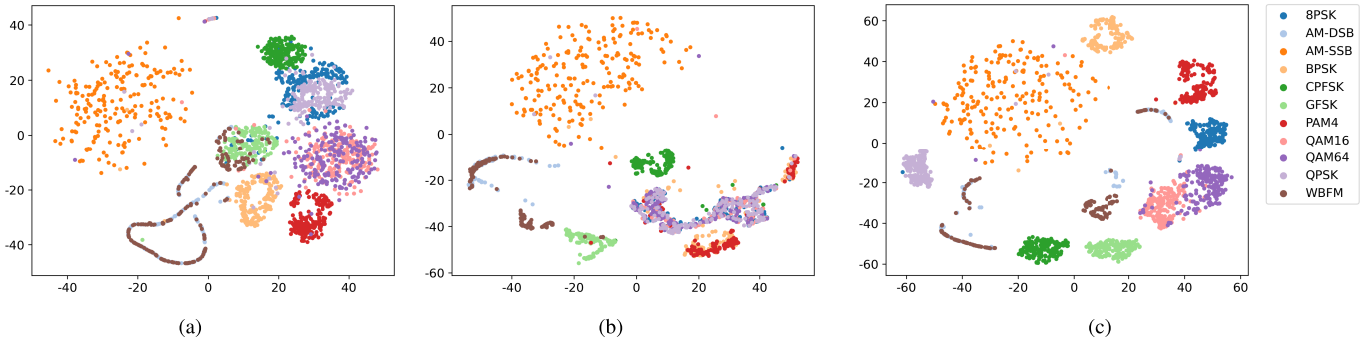 40
20
0
-20
-40
-40 -20 0 20 40
(a)
40
20
0
-20
-40
-60
-40 -20 0 20 40
(b)
60
40
20
0
-20
-40
-60
-60 -40 -20 0 20 40 60
(c)
8PSK
AM-DSB
AM-SSB
BPSK
CPFSK
GFSK
PAM4
QAM16
QAM64
QPSK
WBFM